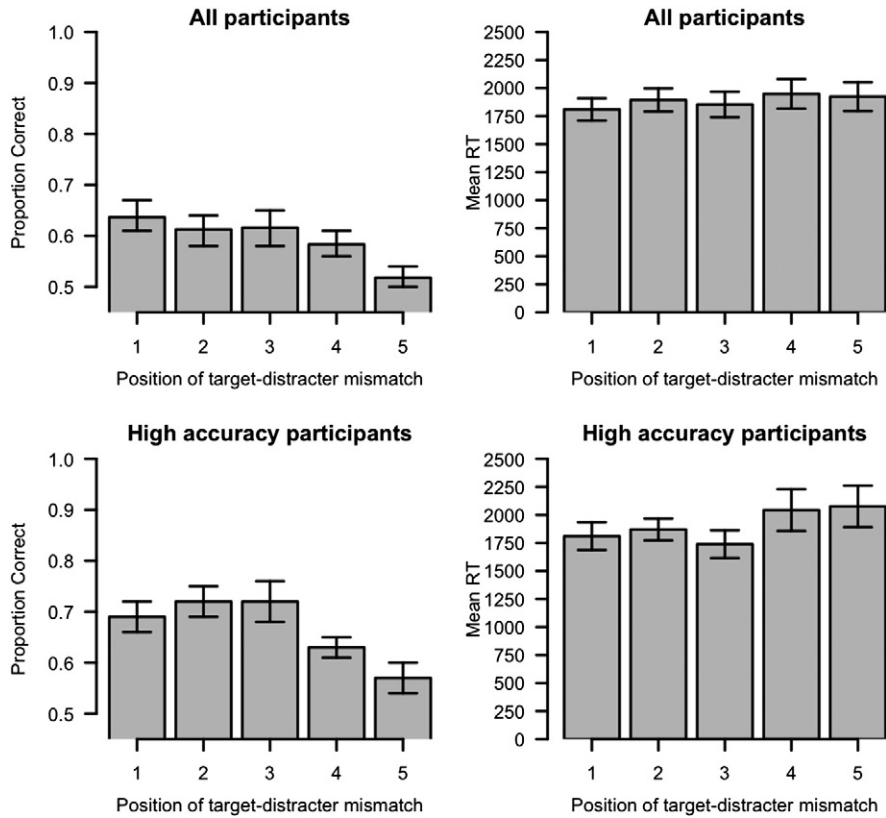 All participants
1.0
0.9
0.8
0.7
0.6
0.5
Proportion Correct
1 2 3 4 5
Position of target-distracter mismatch
All participants
2500
2250
2000
1750
1500
1250
1000
750
500
250
0
Mean RT
1 2 3 4 5
Position of target-distracter mismatch
High accuracy participants
1.0
0.9
0.8
0.7
0.6
0.5
Proportion Correct
1 2 3 4 5
Position of target-distracter mismatch
High accuracy participants
2500
2250
2000
1750
1500
1250
1000
750
500
250
0
Mean RT
1 2 3 4 5
Position of target-distracter mismatch